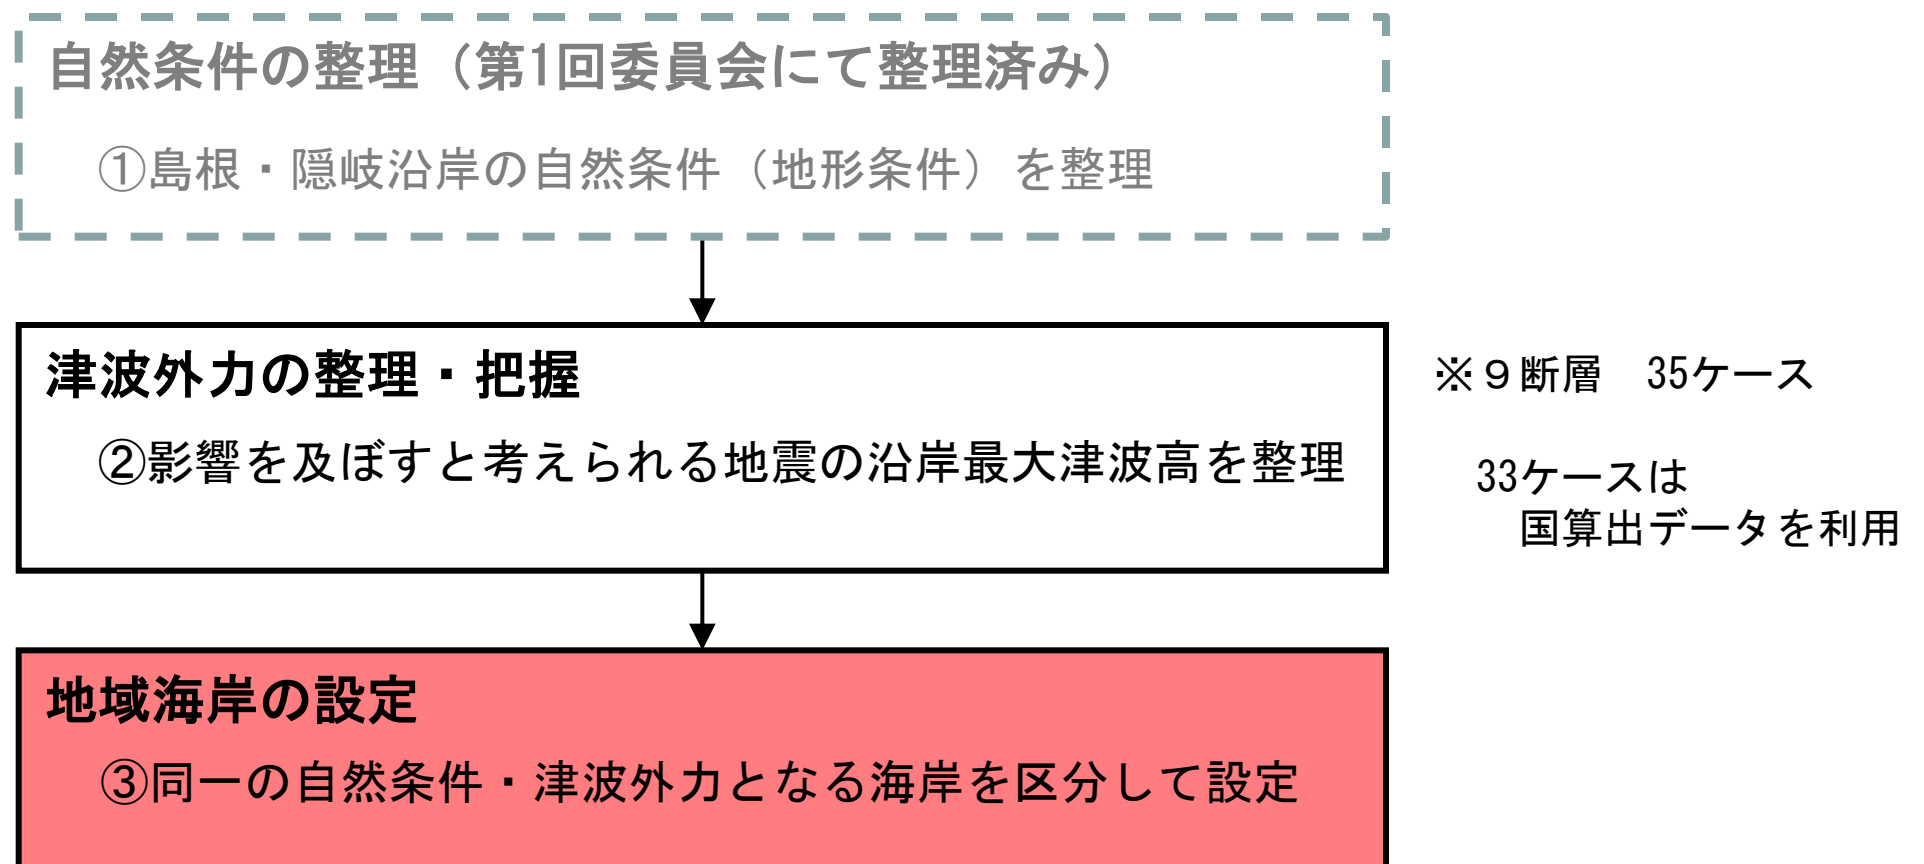 自然条件の整理（第1回委員会にて整理済み）
①島根・隠岐沿岸の自然条件（地形条件）を整理
津波外力の整理・把握
②影響を及ぼすと考えられる地震の沿岸最大津波高を整理
※９断層　35ケース
33ケースは
国算出データを利用
地域海岸の設定
③同一の自然条件・津波外力となる海岸を区分して設定